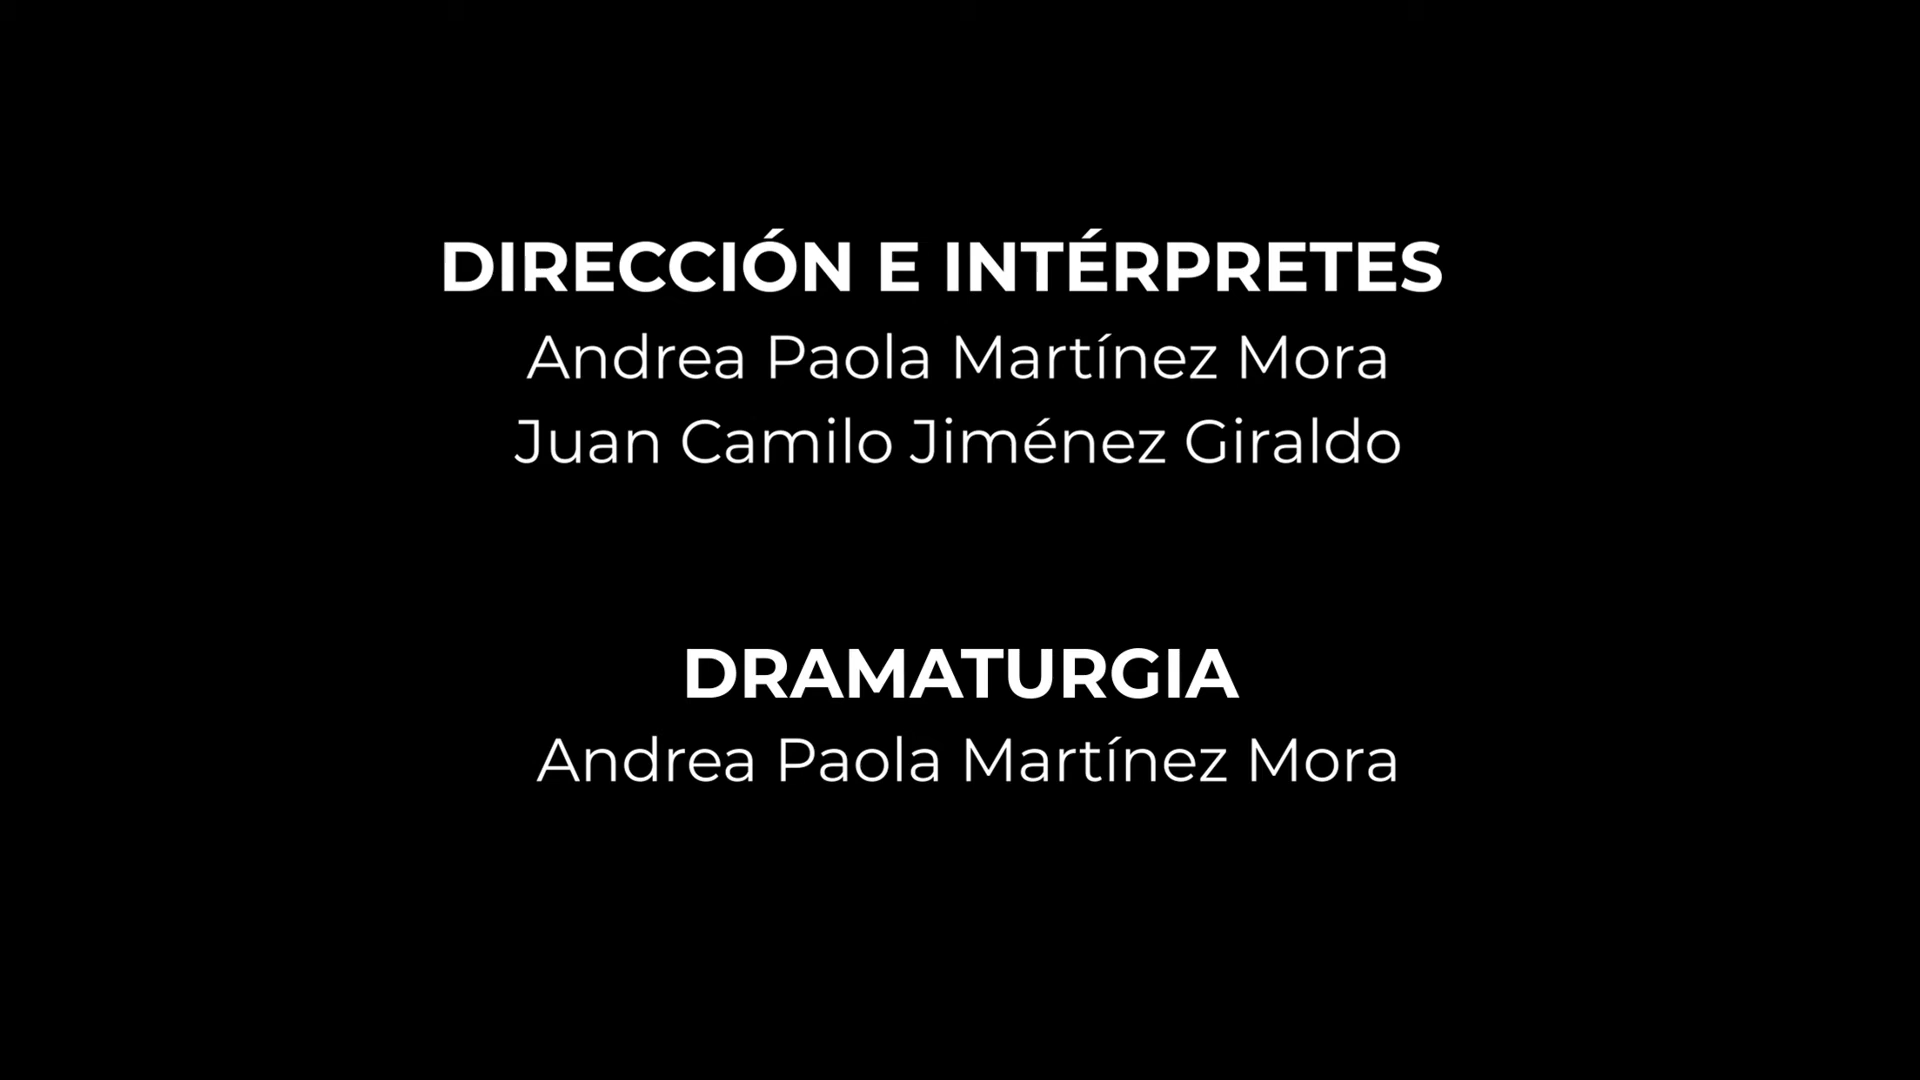 DIRECCIÓN E INTÉRPRETES
Andrea Paola Martínez Mora
Juan Camilo Jiménez Giraldo
DRAMATURGIA
Andrea Paola Martínez Mora